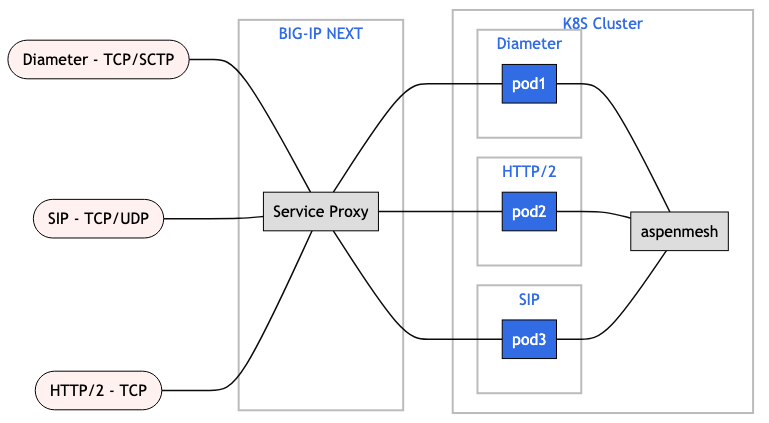 BIG-IP NEXT
K8S Cluster
Diameter - TCP/SCTP
SIP - TCP/UDP
HTTP/2 - TCP
Service Proxy
Diameter
pod1
HTTP/2
pod2
SIP
pod3
aspenmesh